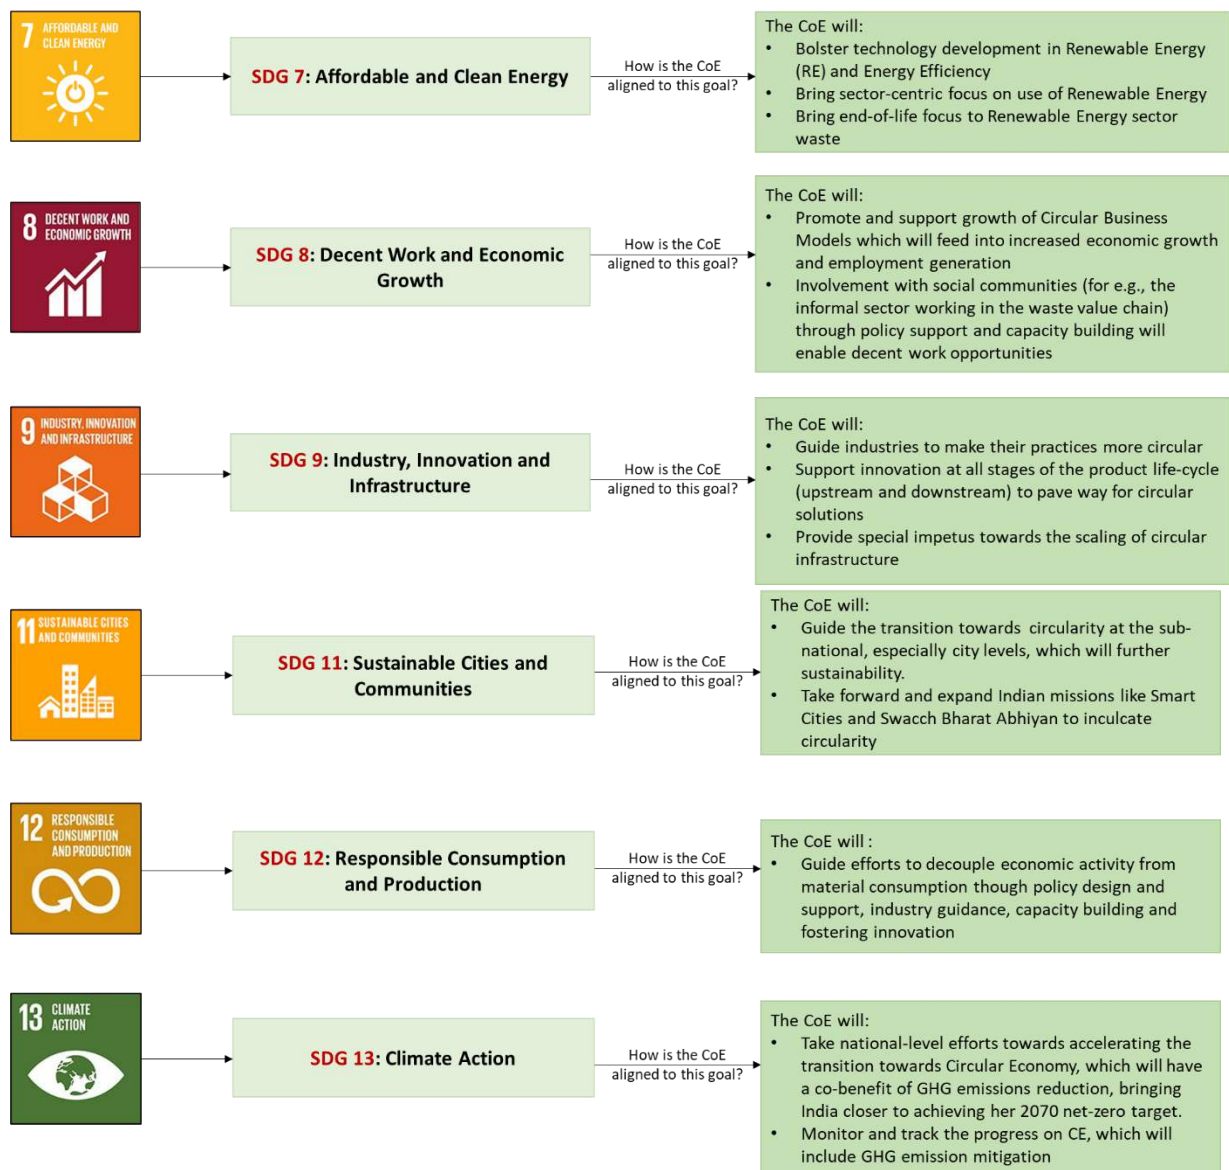 7 AFFORDABLE AND
CLEAN ENERGY
SDG 7: Affordable and Clean Energy
How is the CoE
aligned to this goal?
The CoE will:
• Bolster technology development in Renewable Energy
(RE) and Energy Efficiency
• Bring sector-centric focus on use of Renewable Energy
• Bring end-of-life focus to Renewable Energy sector
waste
8 DECENT WORK AND
ECONOMIC GROWTH
SDG 8: Decent Work and Economic
Growth
How is the CoE
aligned to this goal?
The CoE will:
• Promote and support growth of Circular Business
Models which will feed into increased economic growth
and employment generation
• Involvement with social communities (for e.g., the
informal sector working in the waste value chain)
through policy support and capacity building will
enable decent work opportunities
9 INDUSTRY, INNOVATION
AND INFRASTRUCTURE
SDG 9: Industry, Innovation and
Infrastructure
How is the CoE
aligned to this goal?
The CoE will:
• Guide industries to make their practices more circular
• Support innovation at all stages of the product life-cycle
(upstream and downstream) to pave way for circular
solutions
• Provide special impetus towards the scaling of circular
infrastructure
11 SUSTAINABLE CITIES
AND COMMUNITIES
SDG 11: Sustainable Cities and
Communities
How is the CoE
aligned to this goal?
The CoE will:
• Guide the transition towards circularity at the sub-
national, especially city levels, which will further
sustainability.
• Take forward and expand Indian missions like Smart
Cities and Swacch Bharat Abhiyan to inculcate
circularity
12 RESPONSIBLE
CONSUMPTION
AND PRODUCTION
SDG 12: Responsible Consumption
and Production
How is the CoE
aligned to this goal?
The CoE will :
• Guide efforts to decouple economic activity from
material consumption though policy design and
support, industry guidance, capacity building and
fostering innovation
13 CLIMATE
ACTION
SDG 13: Climate Action
How is the CoE
aligned to this goal?
The CoE will:
• Take national-level efforts towards accelerating the
transition towards Circular Economy, which will have
a co-benefit of GHG emissions reduction, bringing
India closer to achieving her 2070 net-zero target.
• Monitor and track the progress on CE, which will
include GHG emission mitigation